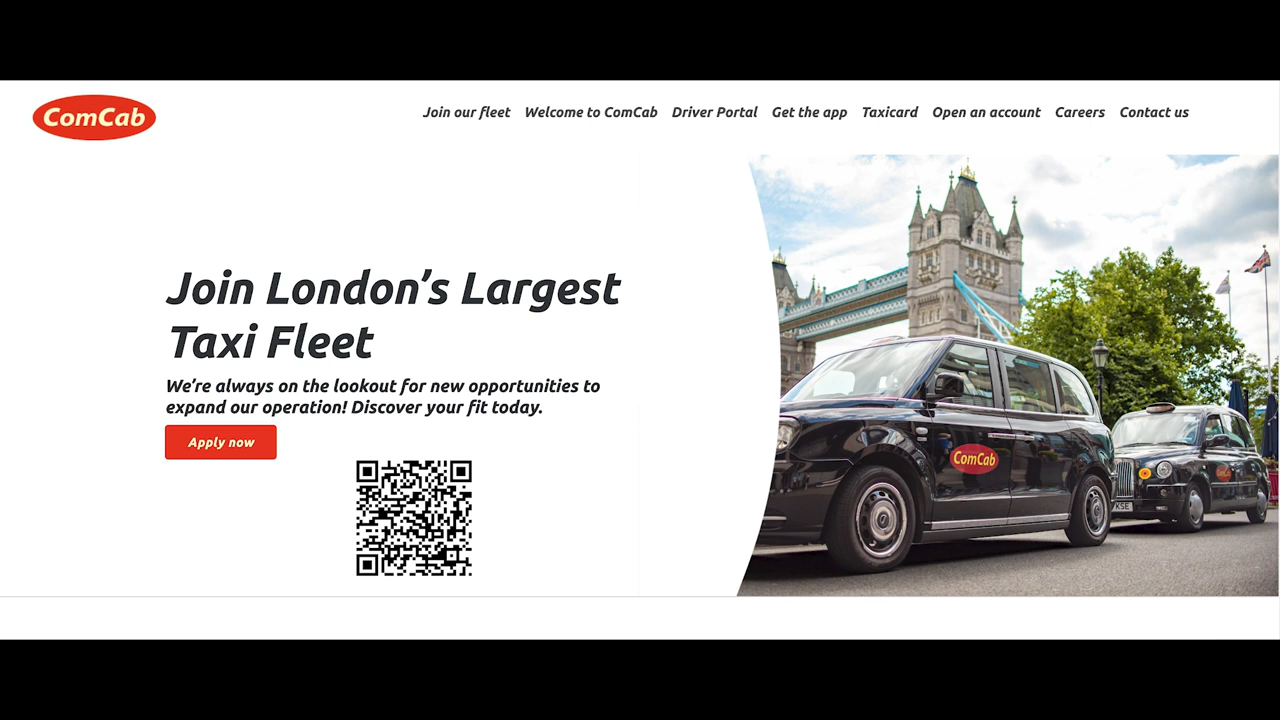 ComCab
Join our fleet Welcome to ComCab Driver Portal Get the app Taxicard Open an account Careers Contact us
Join London's Largest
Taxi Fleet
We're always on the lookout for new opportunities to
expand our operation! Discover your fit today.
Apply now
ComCab
ComCab
KSE